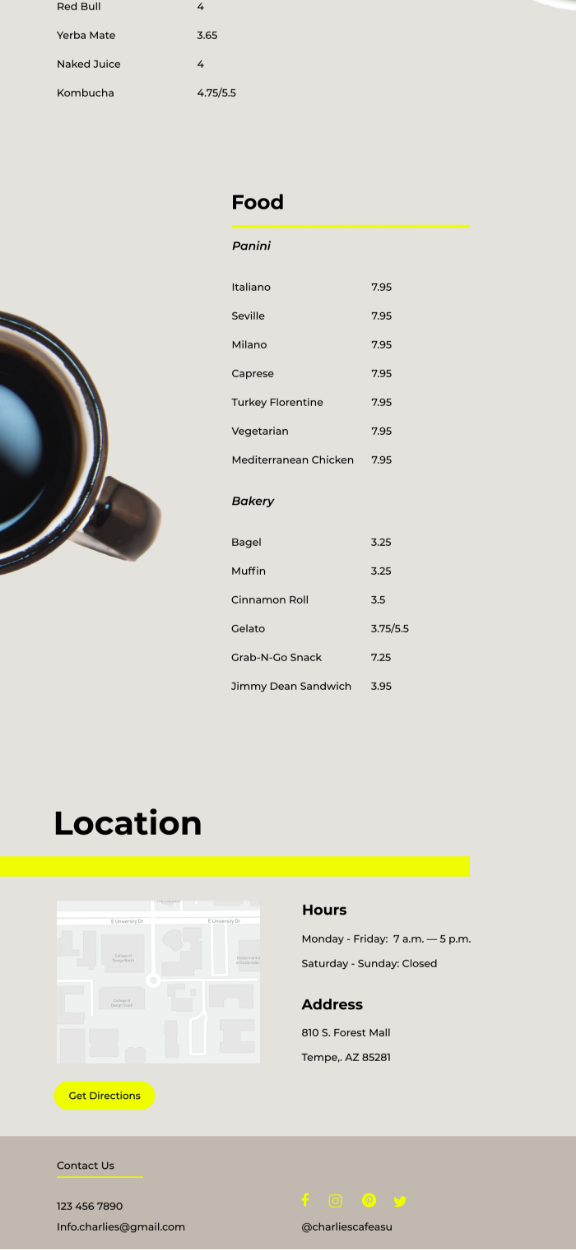 Red Bull 4
Yerba Mate 3.65
Naked Juice 4
Kombucha 4.75/5.5
Food
Panini
Italiano 7.95
Seville 7.95
Milano 7.95
Caprese 7.95
Turkey Florentine 7.95
Vegetarian 7.95
Mediterranean Chicken 7.95
Bakery
Bagel 3.25
Muffin 3.25
Cinnamon Roll 3.5
Gelato 3.75/5.5
Grab-N-Go Snack 7.25
Jimmy Dean Sandwich 3.95
Location
E University Dr E University Dr
Hours
Monday - Friday: 7 a.m. — 5 p.m.
Saturday - Sunday: Closed
Address
810 S. Forest Mall
Tempe,. AZ 85281
Get Directions
Contact Us
123 456 7890
Info.charlies@gmail.com
@charliescafeasu